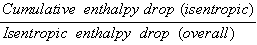 Cumulative enthalpy drop (isentropic)
Isentropic enthalpy drop (overall)